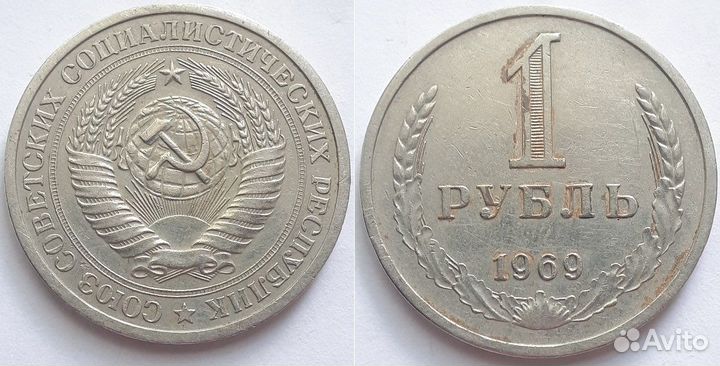 СОЮЗ СОВЕТСКИХ СОЦИАЛИСТИЧЕСКИХ РЕСПУБЛИК
1
РУБЛЬ
1969
Avito